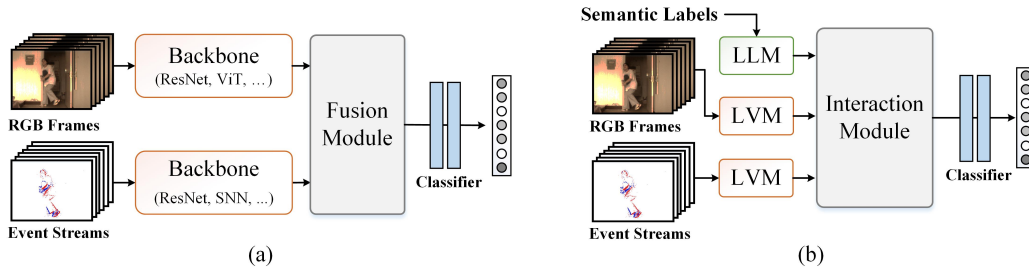 Backbone
(ResNet, ViT, ...)
RGB Frames
Backbone
(ResNet, SNN, ...)
Event Streams
Fusion
Module
Classifier
(a)
Semantic Labels
LLM
RGB Frames
LVM
LVM
Event Streams
Interaction
Module
Classifier
(b)